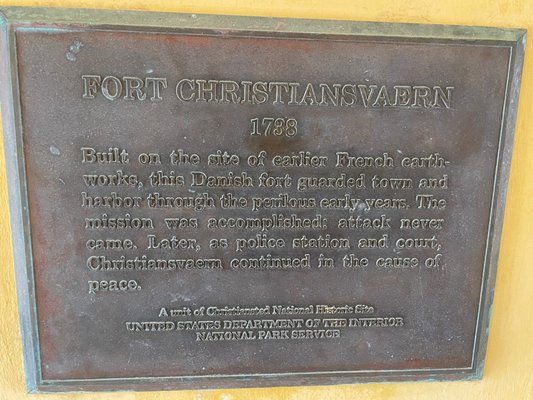 FORT CHRISTIANSVAERN
1738
Built on the site of earlier French earth-
works, this Danish fort guarded town and
harbor through the perilous early years. The
mission was accomplished: attack never
came. Later, as police station and court,
Christiansvaern continued in the cause of
peace.
A unit of Christiansted National Historic Site
UNITED STATES DEPARTMENT OF THE INTERIOR
NATIONAL PARK SERVICE